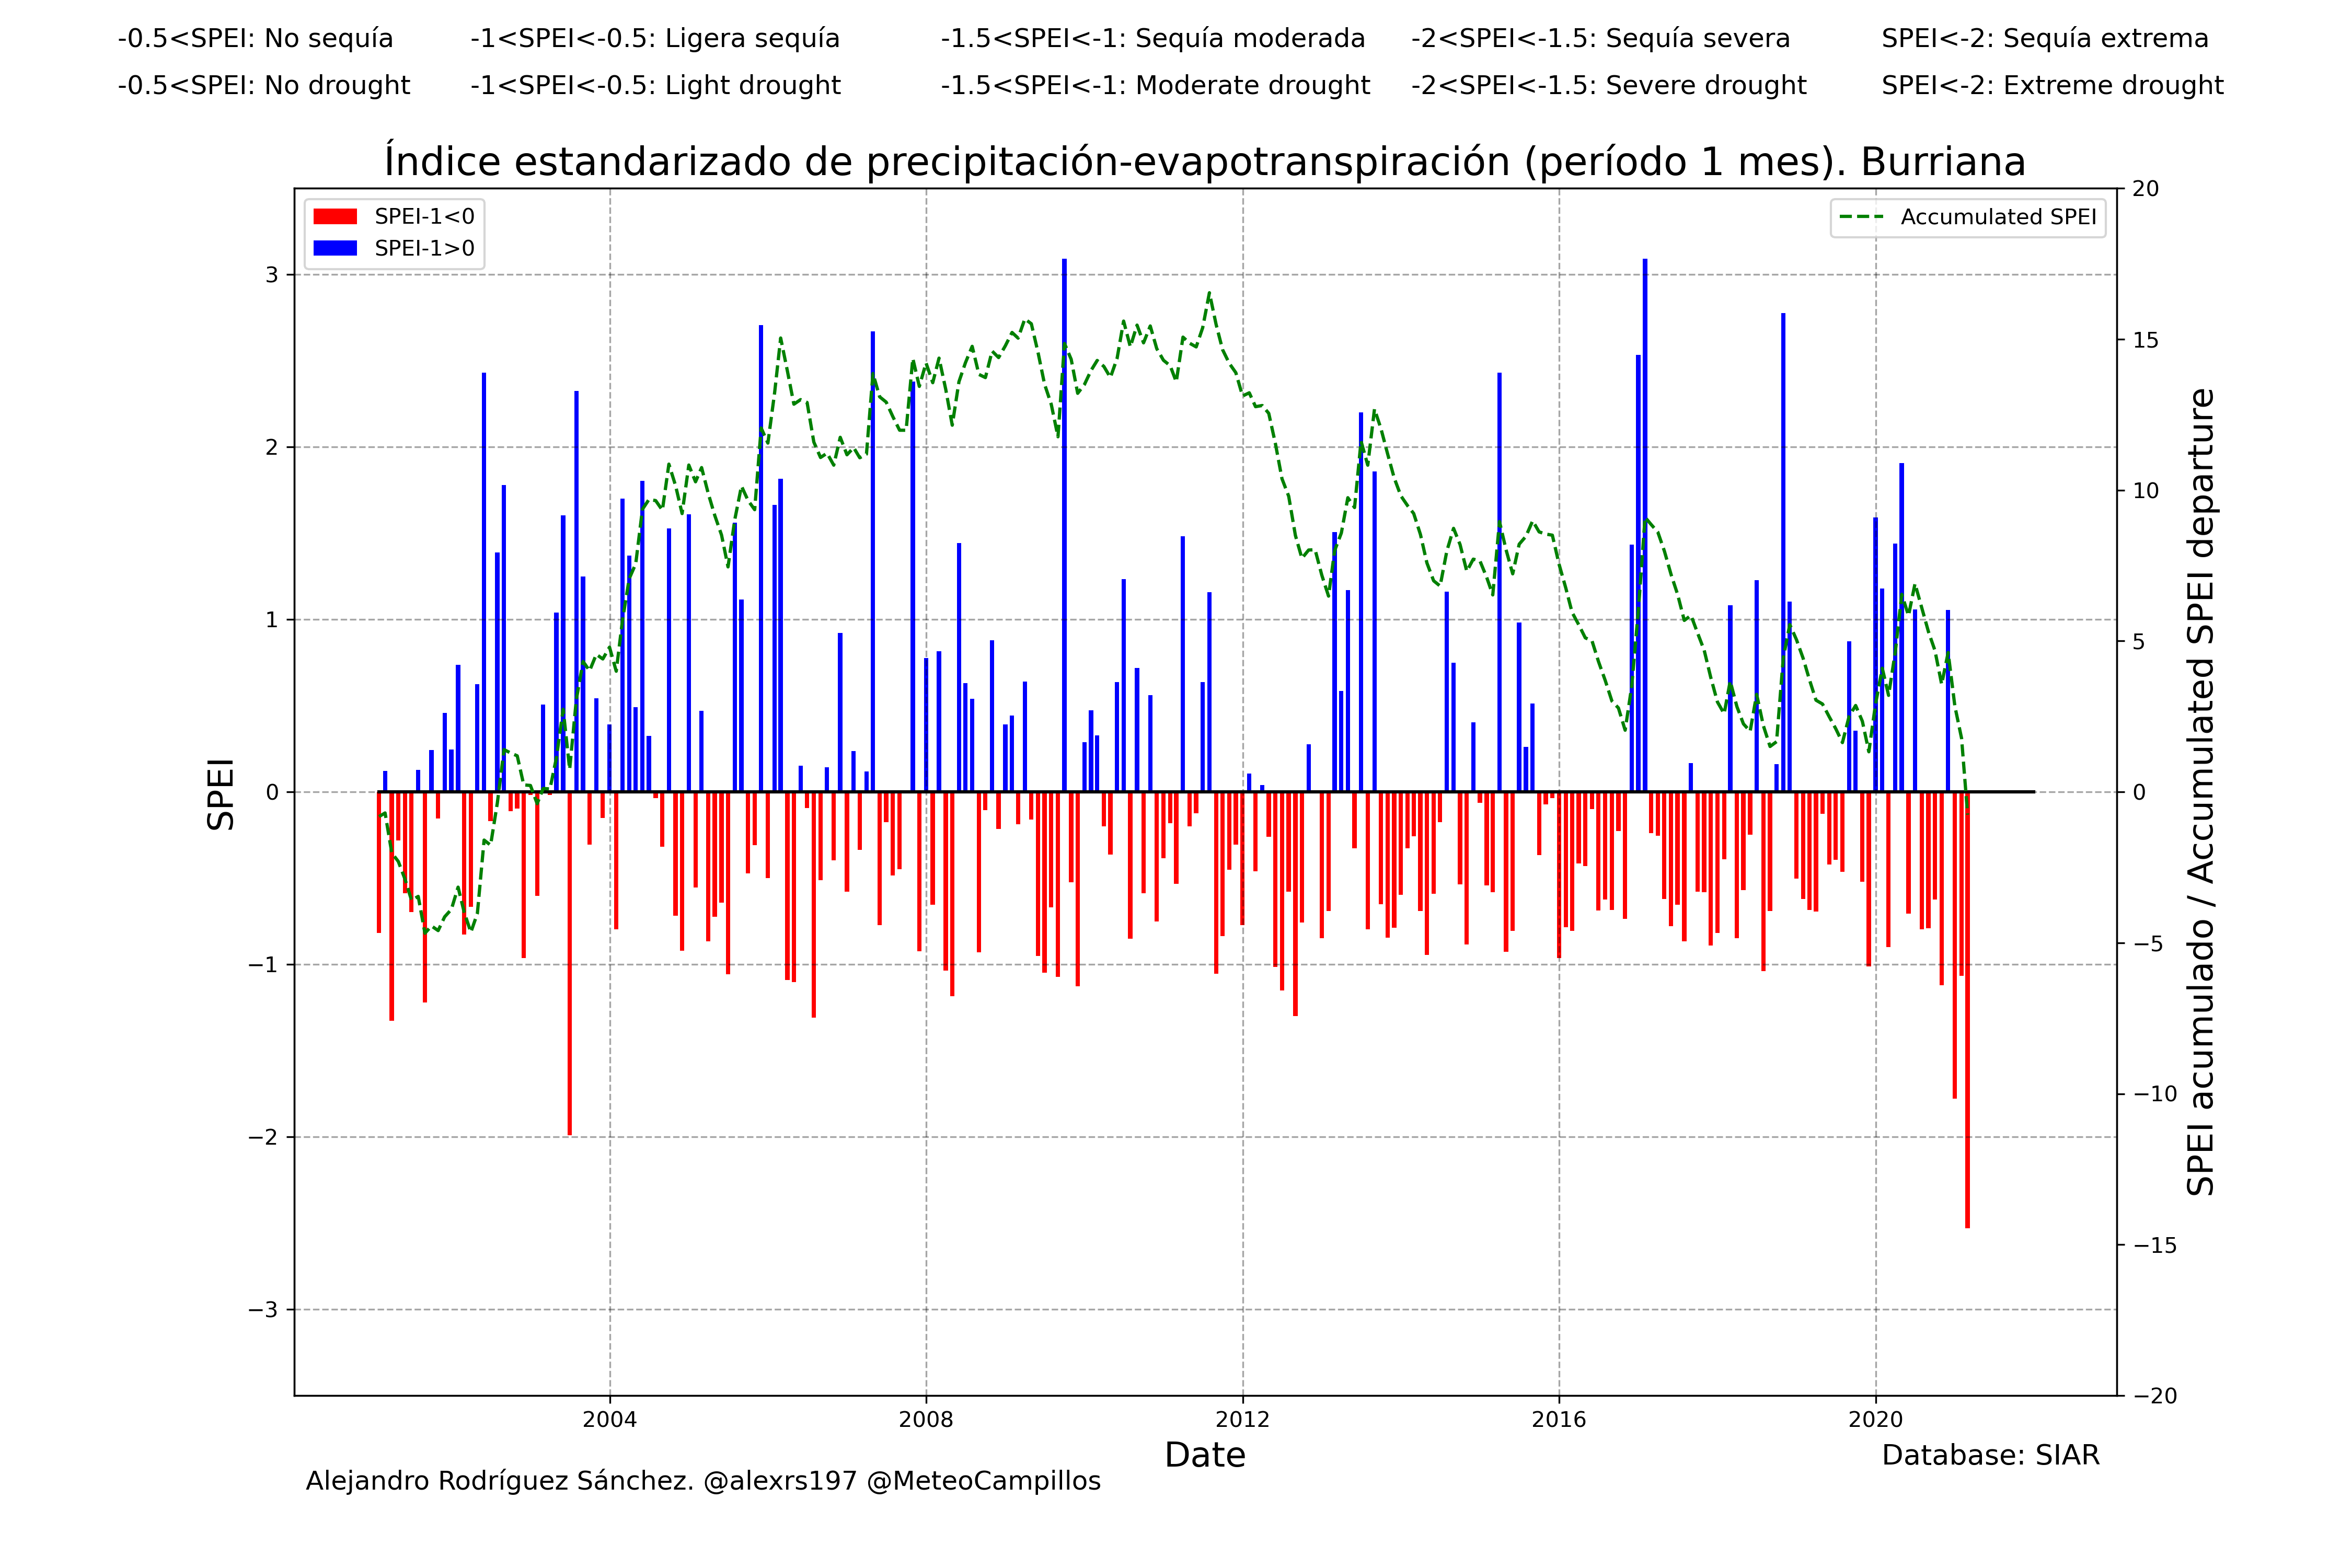 -0.5<SPEI: No sequía -1<SPEI<-0.5: Ligera sequía -1.5<SPEI<-1: Sequía moderada -2<SPEI<-1.5: Sequía severa SPEI<-2: Sequía extrema
-0.5<SPEI: No drought -1<SPEI<-0.5: Light drought -1.5<SPEI<-1: Moderate drought -2<SPEI<-1.5: Severe drought SPEI<-2: Extreme drought
Índice estandarizado de precipitación-evapotranspiración (período 1 mes). Burriana
SPEI-1<0
SPEI-1>0
Accumulated SPEI
SPEI
3
2
1
0
−1
−2
−3
20
15
10
5
0
−5
−10
−15
−20
SPEI acumulado / Accumulated SPEI departure
2004 2008 2012 2016 2020
Date
Database: SIAR
Alejandro Rodríguez Sánchez. @alexrs197 @MeteoCampillos